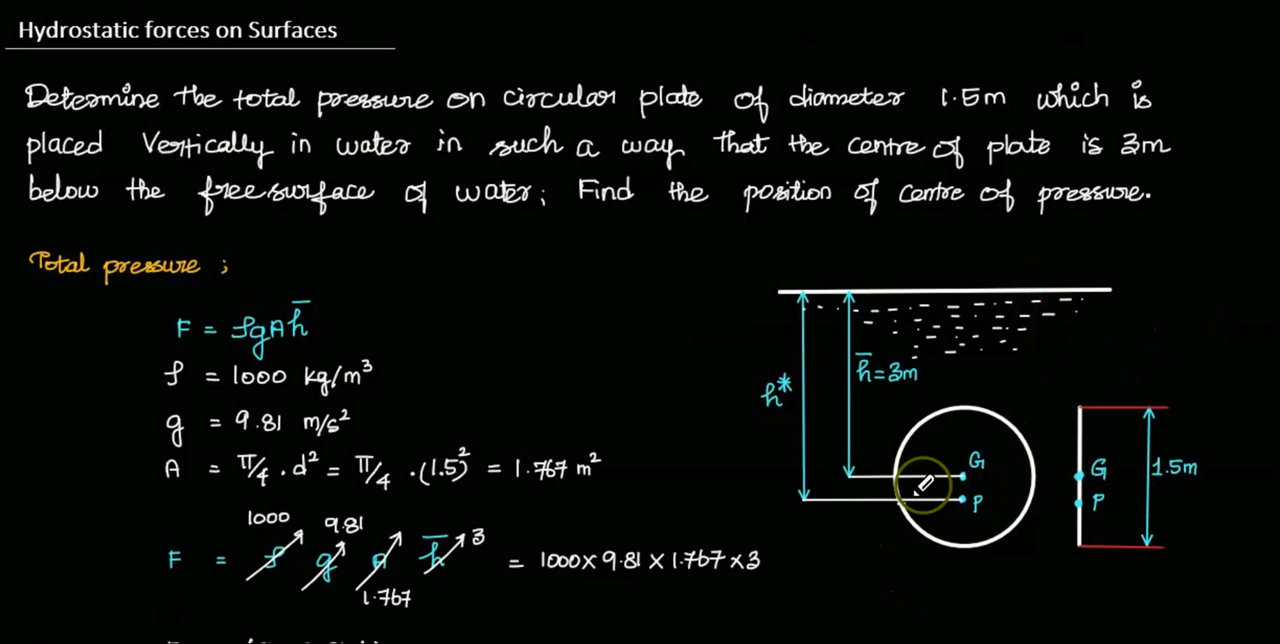 Hydrostatic forces on Surfaces
Determine the total pressure on circular plate of diameter 1.5m which is
placed Vertically in water in such a way that the centre of plate is 3m
below the free surface of water; Find the position of centre of pressure.
Total pressure ;
F = ρgAh̅
ρ = 1000 kg/m³
g = 9.81 m/s²
A = π/4 . d² = π/4 . (1.5)² = 1.767 m²
1000 9.81 3
F = ρ g A h̅ = 1000 × 9.81 × 1.767 × 3
1.767
h̅ = 3m
h*
G
P
G
P
1.5m